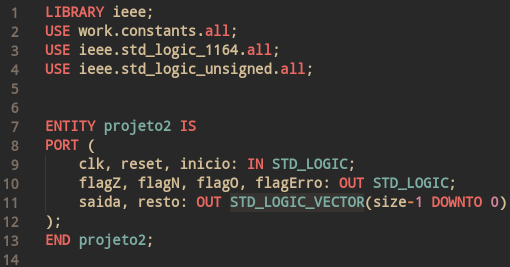 1 LIBRARY ieee;
2 USE work.constants.all;
3 USE ieee.std_logic_1164.all;
4 USE ieee.std_logic_unsigned.all;
5
6
7 ENTITY projeto2 IS
8 PORT (
9 clk, reset, inicio: IN STD_LOGIC;
10 flagZ, flagN, flagO, flagErro: OUT STD_LOGIC;
11 saida, resto: OUT STD_LOGIC_VECTOR(size-1 DOWNTO 0)
12 );
13 END projeto2;
14